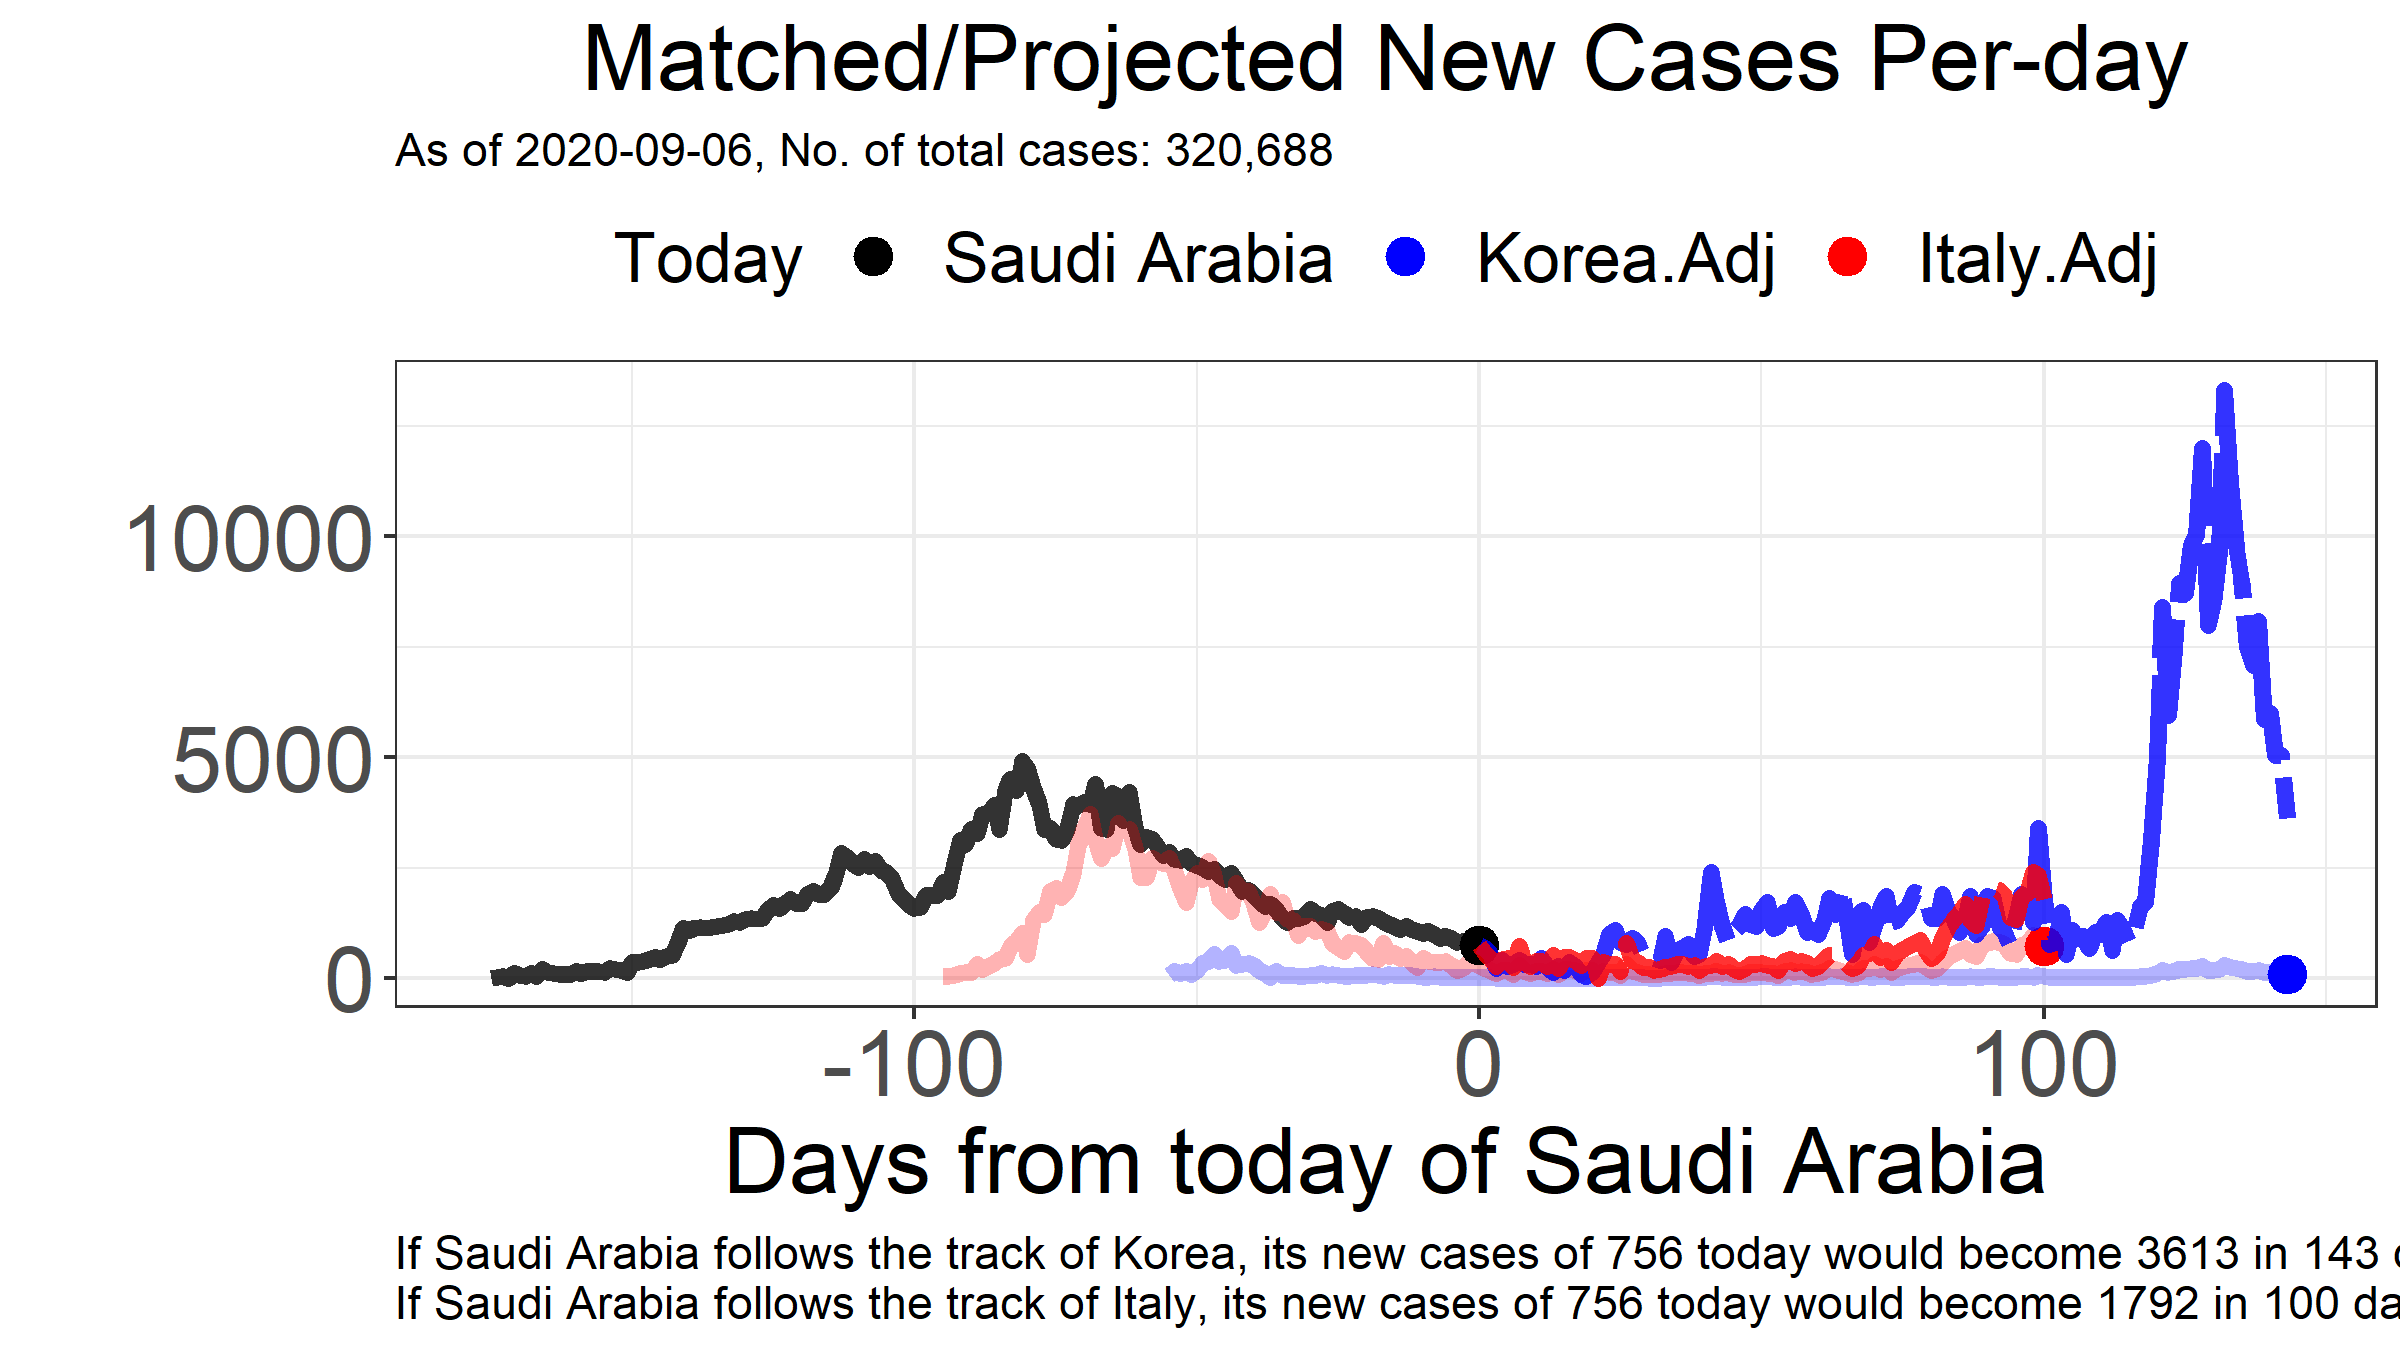 Matched/Projected New Cases Per-day
As of 2020-09-06, No. of total cases: 320,688
Today Saudi Arabia Korea.Adj Italy.Adj
10000
5000
0
-100 0 100
Days from today of Saudi Arabia
If Saudi Arabia follows the track of Korea, its new cases of 756 today would become 3613 in 143
If Saudi Arabia follows the track of Italy, its new cases of 756 today would become 1792 in 100 da